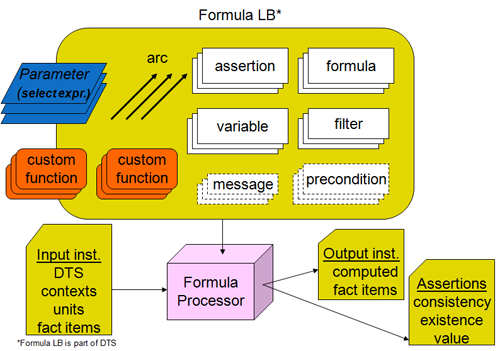 Formula LB*
Parameter
(select expr.)
arc
assertion
formula
variable
filter
custom
function
custom
function
message
precondition
Input inst.
DTS
contexts
units
fact items
Formula
Processor
Output inst.
computed
fact items
Assertions
consistency
existence
value
*Formula LB is part of DTS